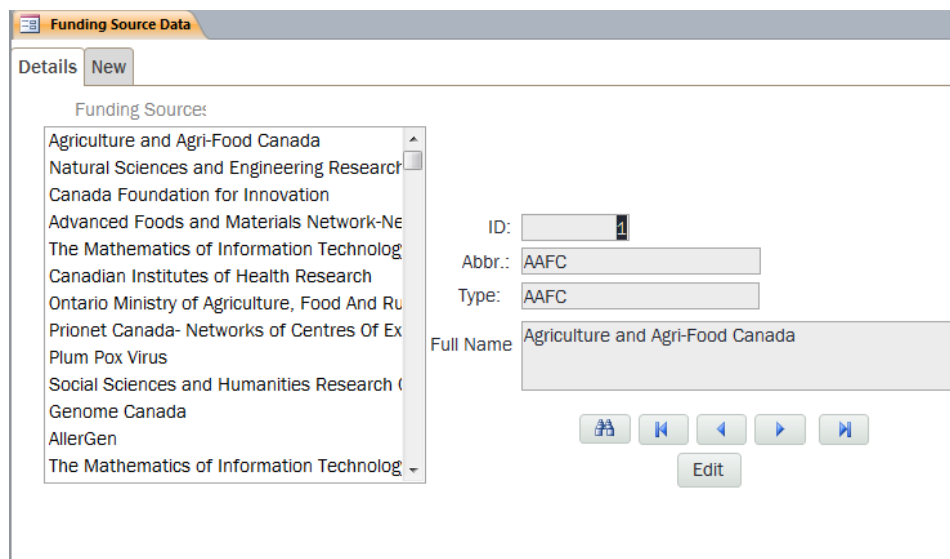 Funding Source Data
Details New
Funding Sources
Agriculture and Agri-Food Canada
Natural Sciences and Engineering Research
Canada Foundation for Innovation
Advanced Foods and Materials Network-Ne
The Mathematics of Information Technolog
Canadian Institutes of Health Research
Ontario Ministry of Agriculture, Food And Ru
Prionet Canada- Networks of Centres Of Ex
Plum Pox Virus
Social Sciences and Humanities Research
Genome Canada
AllerGen
The Mathematics of Information Technolog
ID: 1
Abbr.: AAFC
Type: AAFC
Full Name Agriculture and Agri-Food Canada
Edit